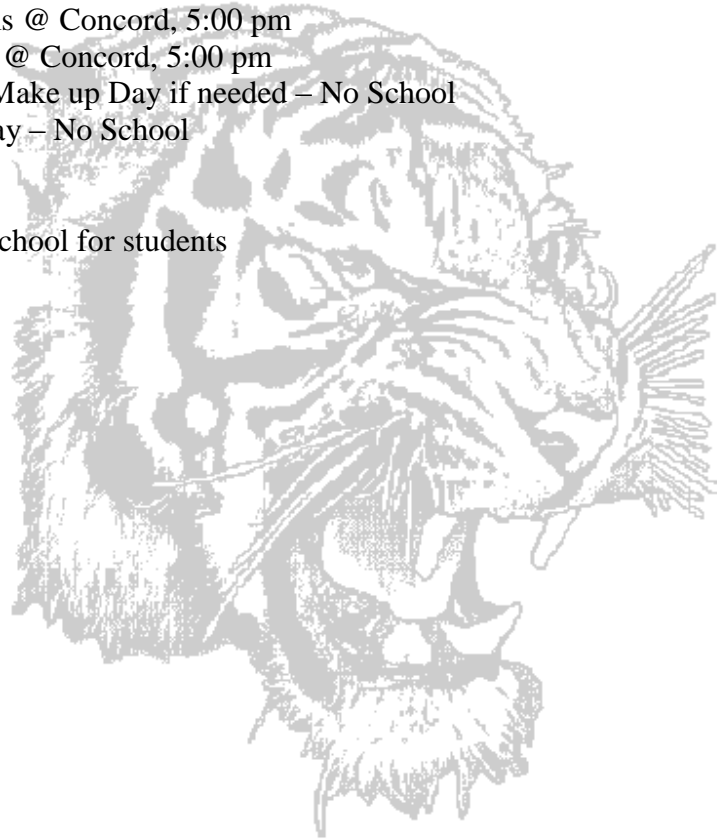 s @ Concord, 5:00 pm
@ Concord, 5:00 pm
Make up Day if needed – No School
ay – No School
chool for students